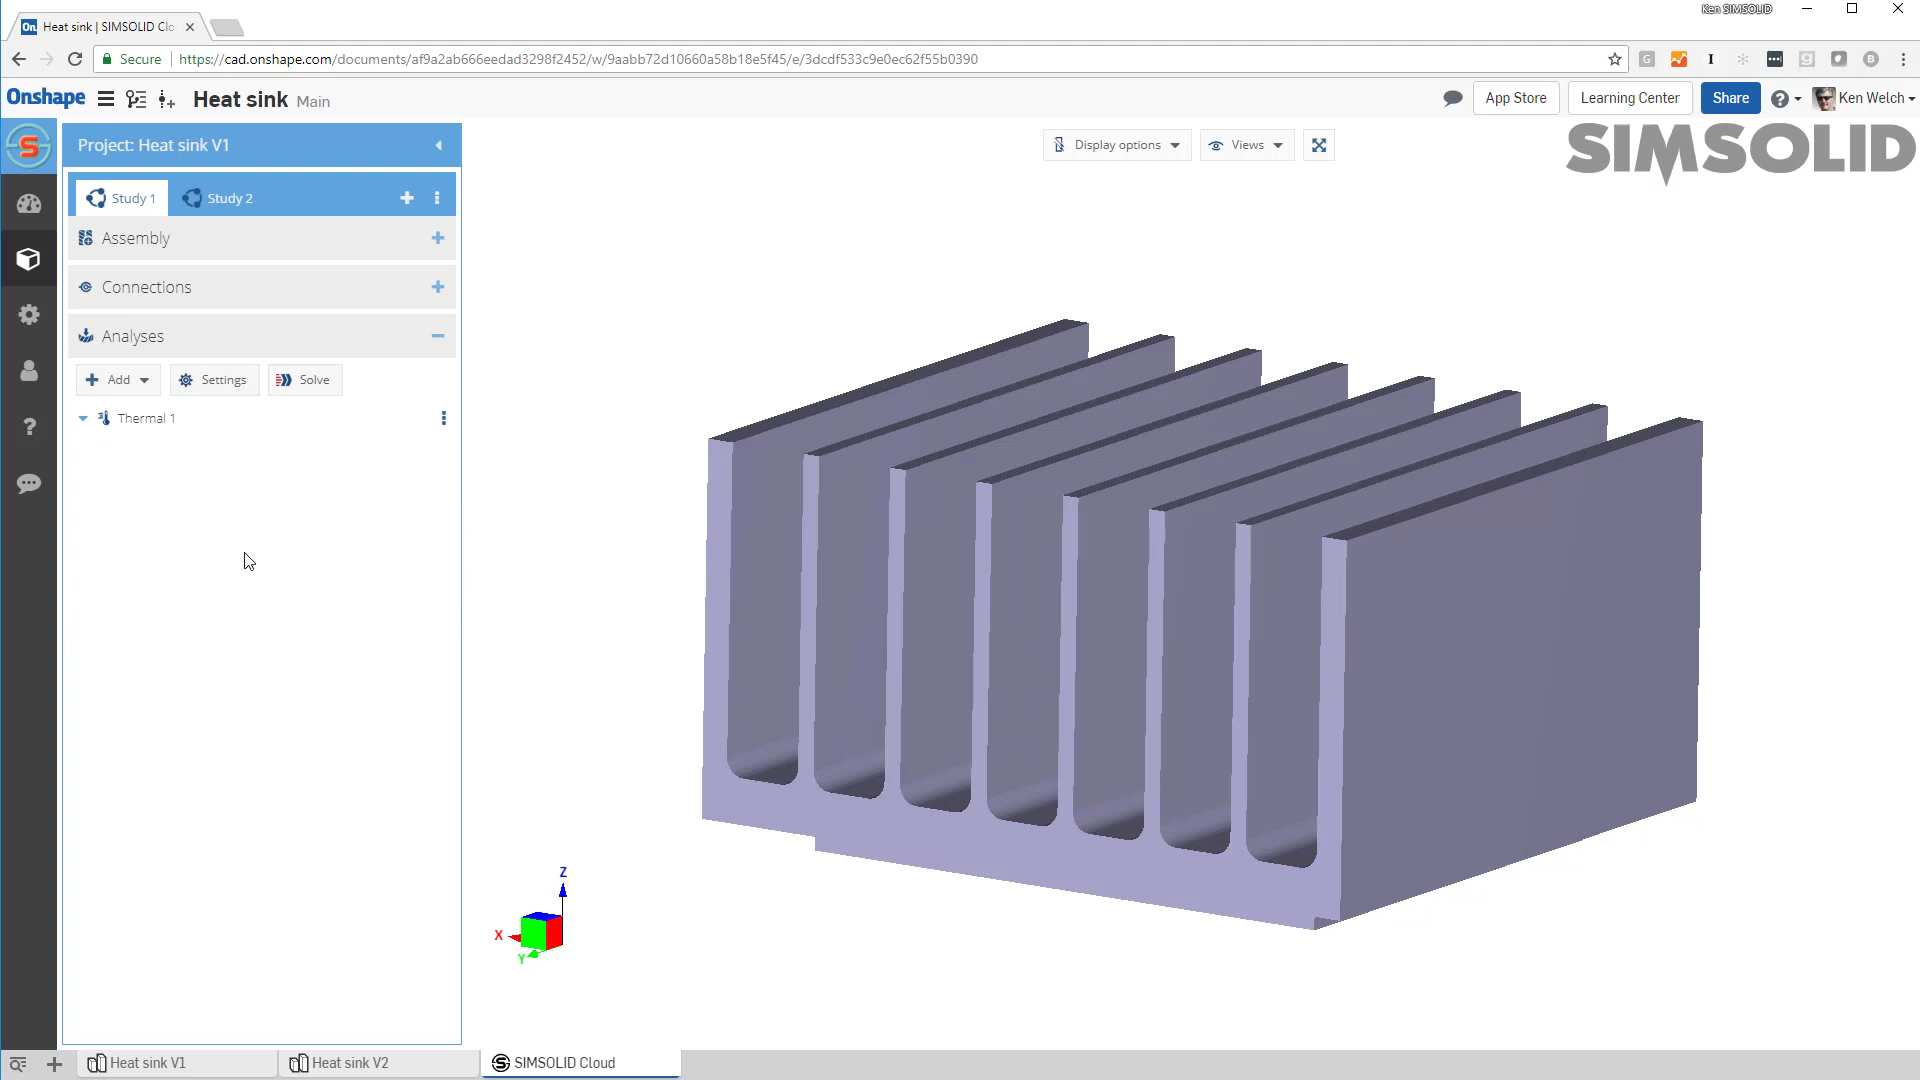 Ken SIMSOLID
On. Heat sink | SIMSOLID Clo
Secure https://cad.onshape.com/documents/af9a2ab666eedad3298f2452/w/9aabb72d10660a58b18e5f45/e/3dcdf533c9e0ec62f55b0390
Onshape Heat sink Main App Store Learning Center Share Ken Welch
SIMSOLID
S Project: Heat sink V1
Display options Views
Study 1 Study 2
Assembly
Connections
Analyses
Add Settings Solve
Thermal 1
Z
X
Y
Heat sink V1 Heat sink V2 SIMSOLID Cloud